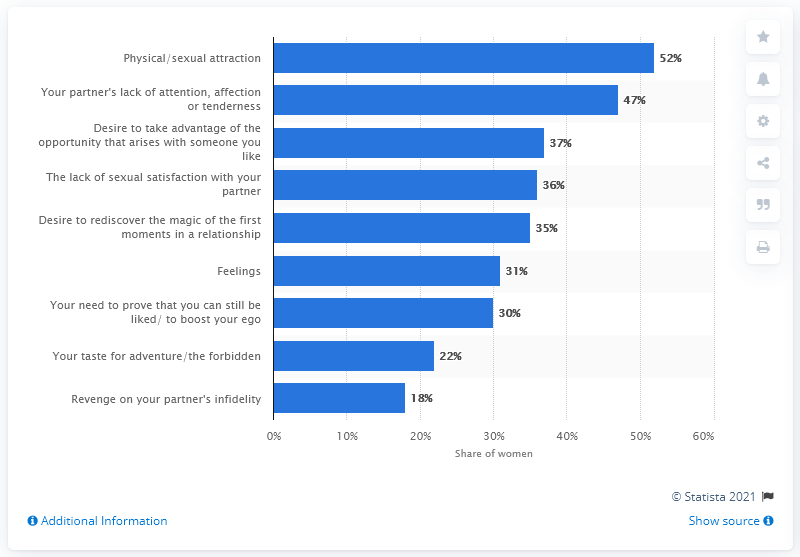 Physical/sexual attraction
52%
Your partner's lack of attention, affection
or tenderness
47%
Desire to take advantage of the
opportunity that arises with someone you
like
37%
The lack of sexual satisfaction with your
partner
36%
Desire to rediscover the magic of the first
moments in a relationship
35%
Feelings
31%
Your need to prove that you can still be
liked/ to boost your ego
30%
Your taste for adventure/the forbidden
22%
Revenge on your partner's infidelity
18%
0% 10% 20% 30% 40% 50% 60%
Share of women
© Statista 2021
Additional Information
Show source